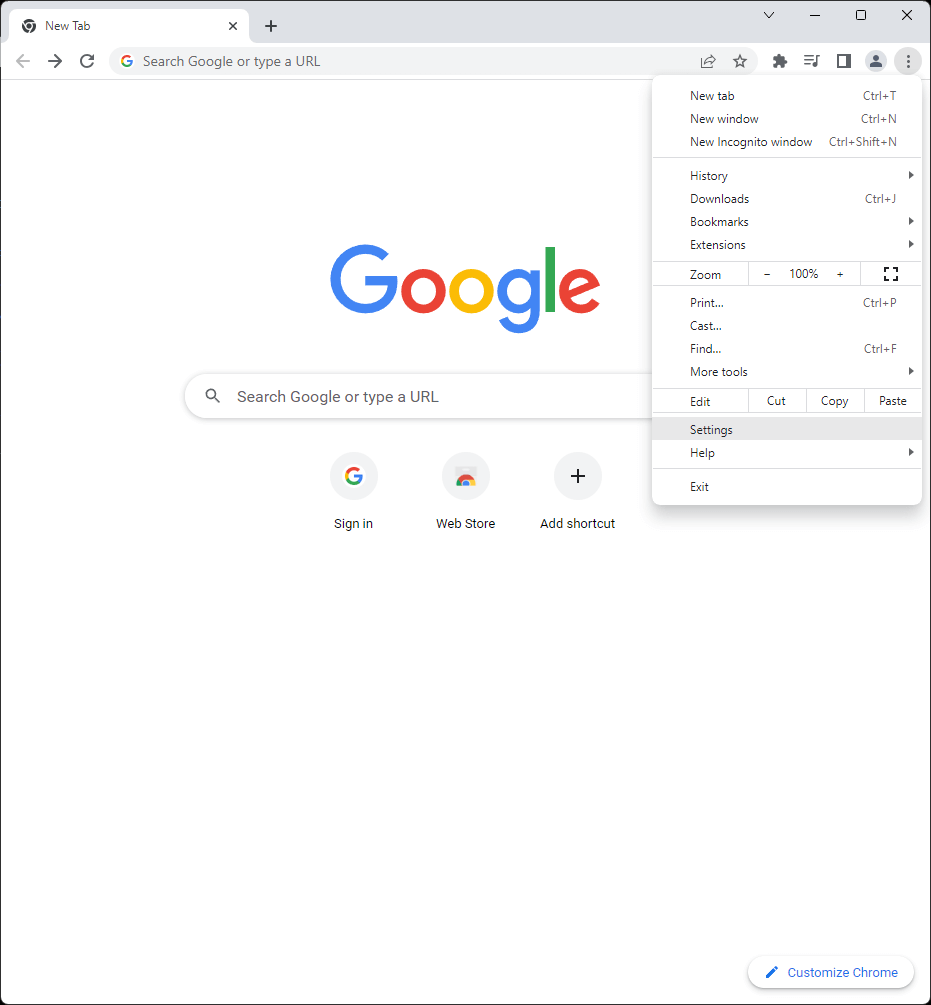 New Tab
Search Google or type a URL
New tab Ctrl+T
New window Ctrl+N
New Incognito window Ctrl+Shift+N
History
Downloads Ctrl+J
Bookmarks
Extensions
Zoom − 100% +
Print... Ctrl+P
Cast...
Find... Ctrl+F
More tools
Edit Cut Copy Paste
Settings
Help
Exit
Google
Search Google or type a URL
Sign in Web Store Add shortcut
Customize Chrome